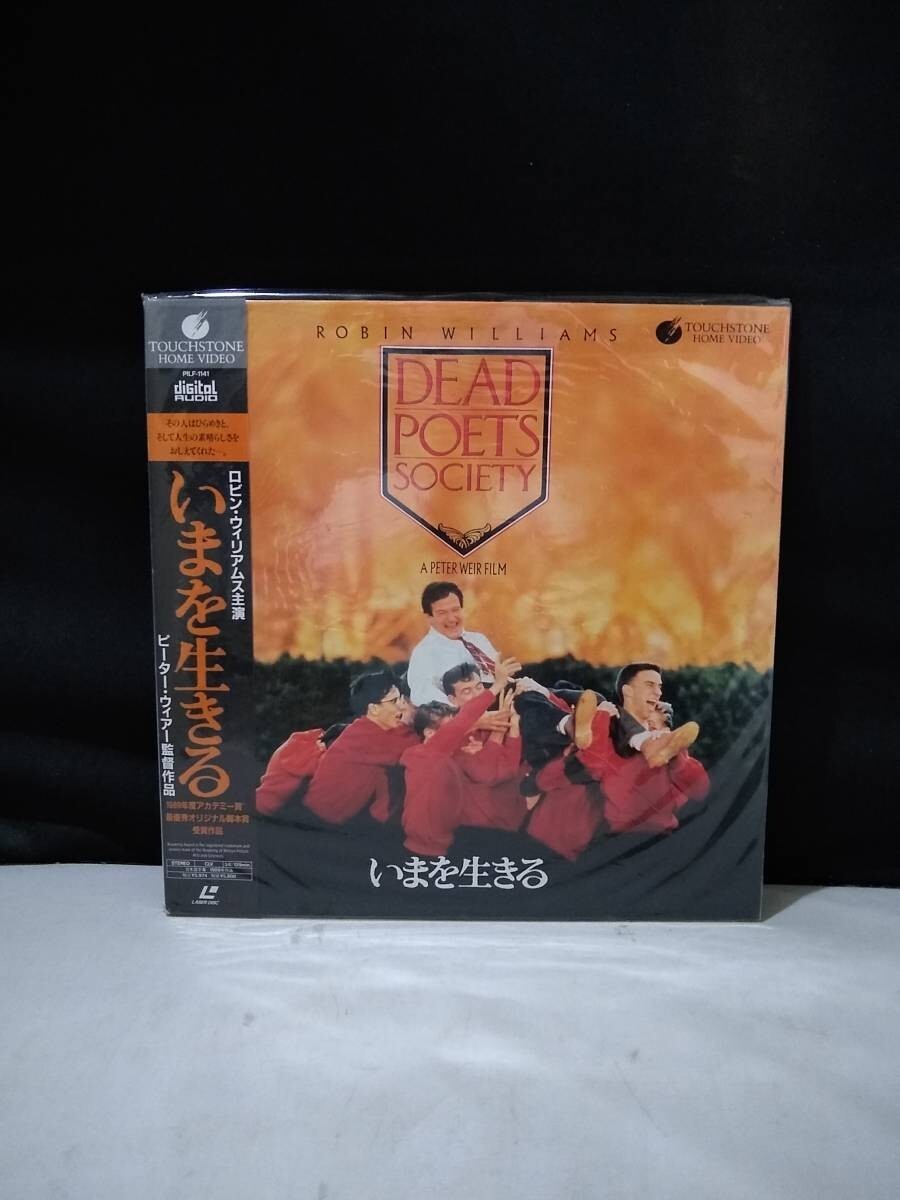 TOUCHSTONE
HOME VIDEO
PILF-1141
digital
AUDIO
その人はひらめきと、
そして人生の素晴らしさを
おしえてくれた…。
ロビン・ウィリアムス主演
いまを生きる
ピーター・ウィアー監督作品
1989年度アカデミー賞
最優秀オリジナル脚本賞
受賞作品
STEREO CLV
LASER DISC
ROBIN WILLIAMS
TOUCHSTONE
HOME VIDEO
DEAD
POETS
SOCIETY
A PETER WEIR FILM
いまを生きる